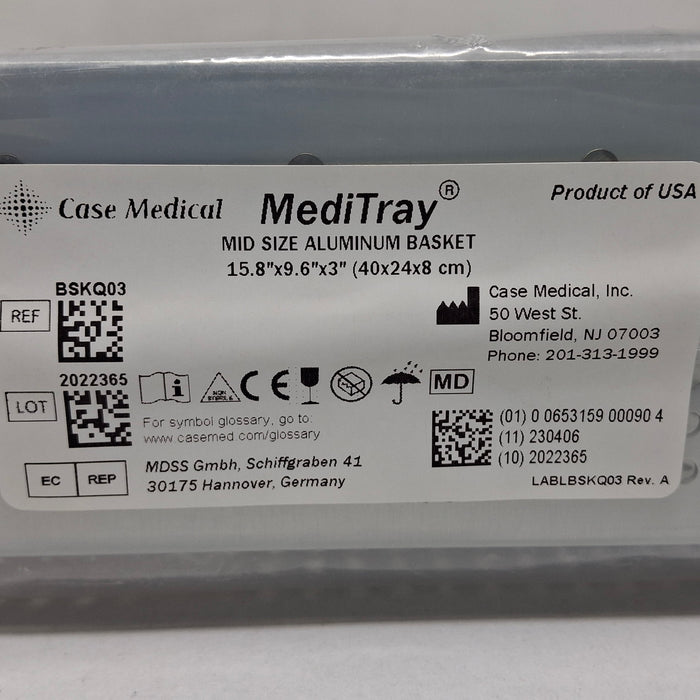 Case Medical MediTray® Product of USA
MID SIZE ALUMINUM BASKET
15.8"x9.6"x3" (40x24x8 cm)
BSKQ03
REF
Case Medical, Inc.
50 West St.
Bloomfield, NJ 07003
Phone: 201-313-1999
2022365
LOT
NON STERILE
CE
MD
For symbol glossary, go to:
www.casemed.com/glossary
(01) 0 0653159 00090 4
(11) 230406
(10) 2022365
EC REP
MDSS Gmbh, Schiffgraben 41
30175 Hannover, Germany
LABLBSKQ03 Rev. A